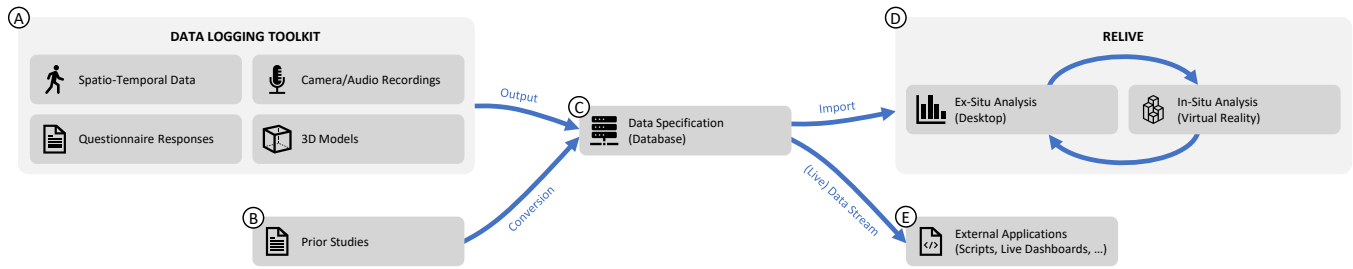 A
DATA LOGGING TOOLKIT
Spatio-Temporal Data
Camera/Audio Recordings
Questionnaire Responses
3D Models
B
Prior Studies
Output
Conversion
C
Data Specification
(Database)
Import
(Live) Data Stream
D
RELIVE
Ex-Situ Analysis
(Desktop)
In-Situ Analysis
(Virtual Reality)
E
</>
External Applications
(Scripts, Live Dashboards, ...)